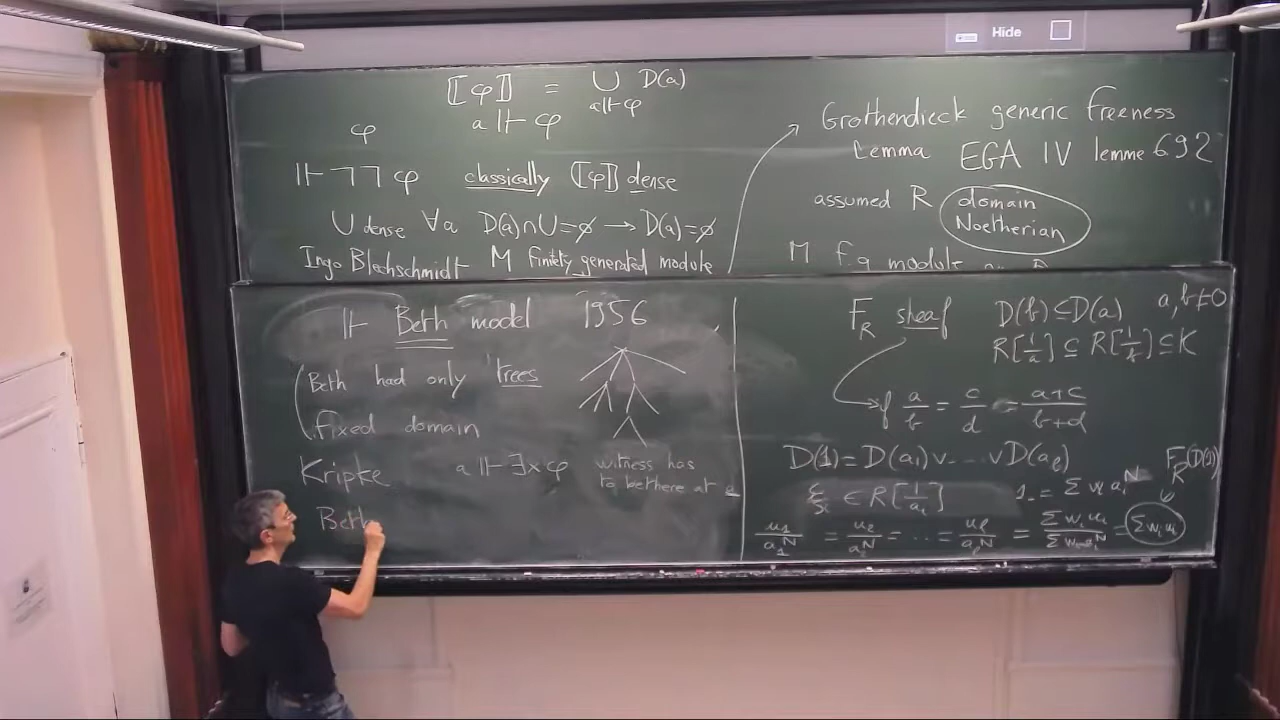 Hide
[[φ]] = ∪ D(a)
a ⊩ φ
a ⊩ φ
φ
⊩ ¬¬φ classically [[φ]] dense
U dense ∀a D(a)∩U=∅ → D(a)=∅
Ingo Blechschmidt M finitely generated module
Grothendieck generic freeness
Lemma EGA IV lemme 6 9 2
assumed R domain
Noetherian
M f.g module
⊩ Beth model 1956
Beth had only trees
fixed domain
Kripke a ⊩ ∃x φ witness has
to be there at a
Beth
F_R sheaf D(b) ⊆ D(a) a, b ≠ 0
R[1/a] ⊆ R[1/b] ⊆ K
if a/b = c/d = a+c/b+d
D(1) = D(a₁) ∨ ... ∨ D(aₗ) F_R(D(1))
∈ R[1/aᵢ] 1 = Σ wᵢ aᵢᴺ
u₁/a₁ᴺ = u₂/a₂ᴺ = ... = uₗ/aₗᴺ = Σ wᵢ uᵢ/Σ wᵢ aᵢᴺ = Σ wᵢ uᵢ